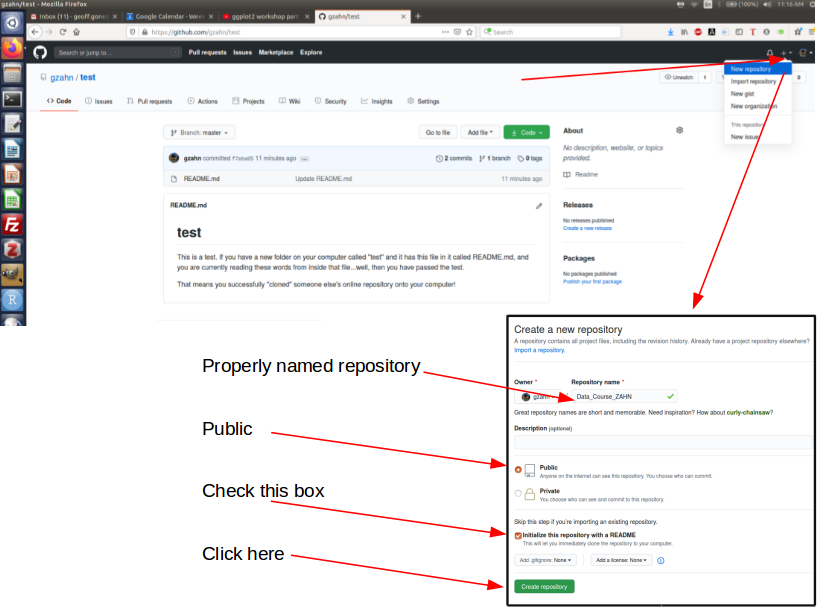 gzahn/test - Mozilla Firefox
(100%) 11:16 AM
Inbox (11) - geoff.gone
Google Calendar - Week
ggplot2 workshop part
gzahn/test
https://github.com/gzahn/test
Search
Search or jump to...
Pull requests Issues Marketplace Explore
New repository
Import repository
New gist
New organization
This repository
New issue
gzahn / test
Unwatch 1
0
Code Issues Pull requests Actions Projects Wiki Security Insights Settings
Branch: master
Go to file
Add file
Code
gzahn committed 11 minutes ago
2 commits 1 branch 0 tags
README.md Update README.md 11 minutes ago
README.md
test
This is a test. If you have a new folder on your computer called "test" and it has this file in it called README.md, and
you are currently reading these words from inside that file...well, then you have passed the test.
That means you successfully "cloned" someone else's online repository onto your computer!
About
No description, website, or topics
provided.
Readme
Releases
No releases published
Create a new release
Packages
No packages published
Publish your first package
Properly named repository
Public
Check this box
Click here
Create a new repository
A repository contains all project files, including the revision history. Already have a project repository elsewhere?
Import a repository.
Owner * Repository name *
gzahn / Data_Course_ZAHN
Great repository names are short and memorable. Need inspiration? How about curly-chainsaw?
Description (optional)
Public
Anyone on the internet can see this repository. You choose who can commit.
Private
You choose who can see and commit to this repository.
Skip this step if you're importing an existing repository.
Initialize this repository with a README
This will let you immediately clone the repository to your computer.
Add .gitignore: None
Add a license: None
Create repository